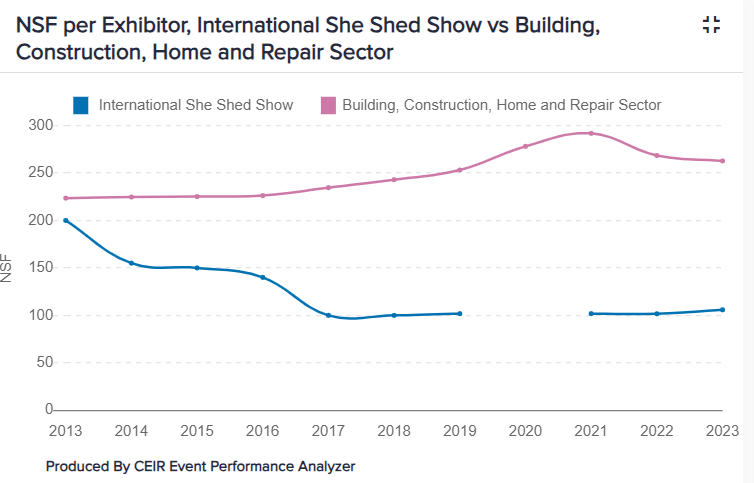 NSF per Exhibitor, International She Shed Show vs Building,
Construction, Home and Repair Sector
International She Shed Show
Building, Construction, Home and Repair Sector
300
250
200
150
100
50
0
NSF
2013 2014 2015 2016 2017 2018 2019 2020 2021 2022 2023
Produced By CEIR Event Performance Analyzer